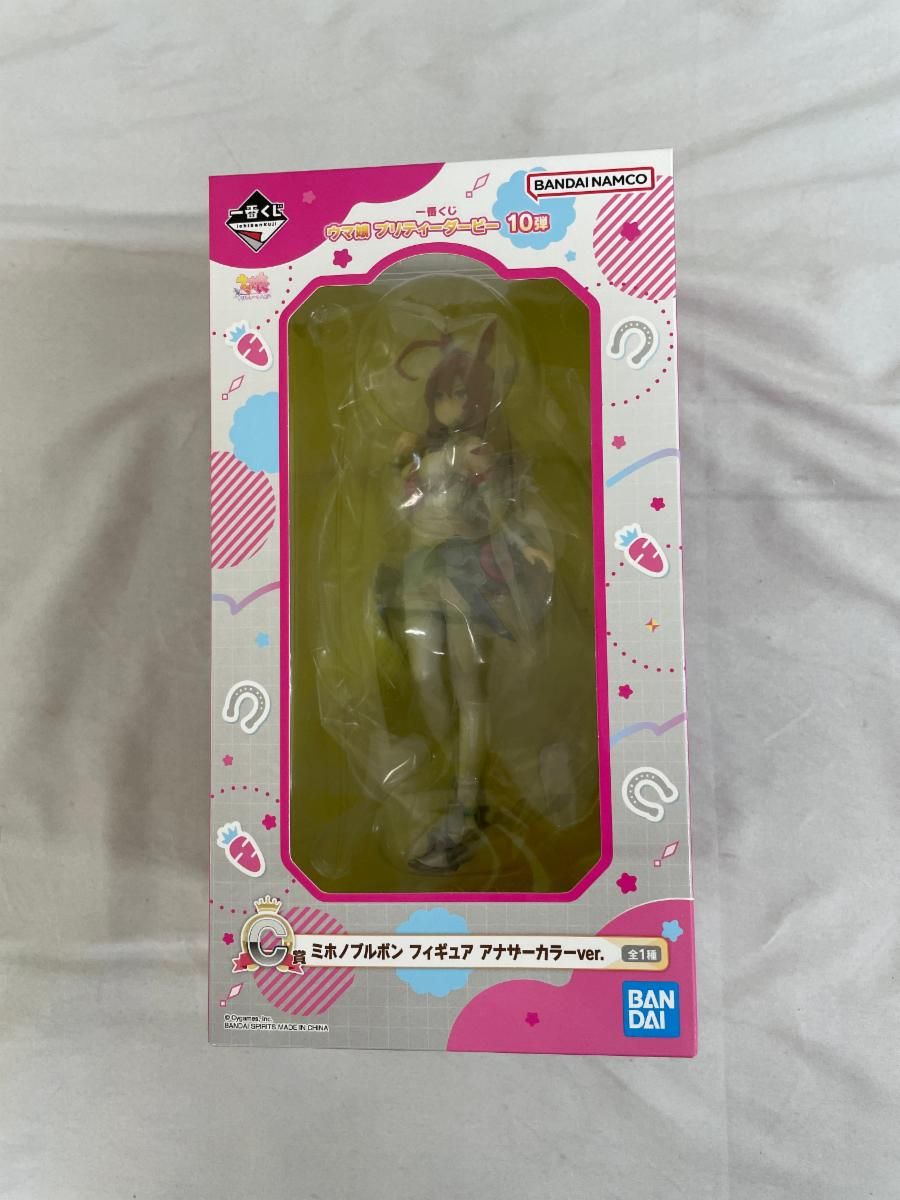 一番くじ
ichibankuji
BANDAI NAMCO
一番くじ
ウマ娘 プリティーダービー 10弾
C賞 ミホノブルボン フィギュア アナザーカラーver. 全1種
© Cygames, Inc.
BANDAI SPIRITS MADE IN CHINA
BAN
DAI